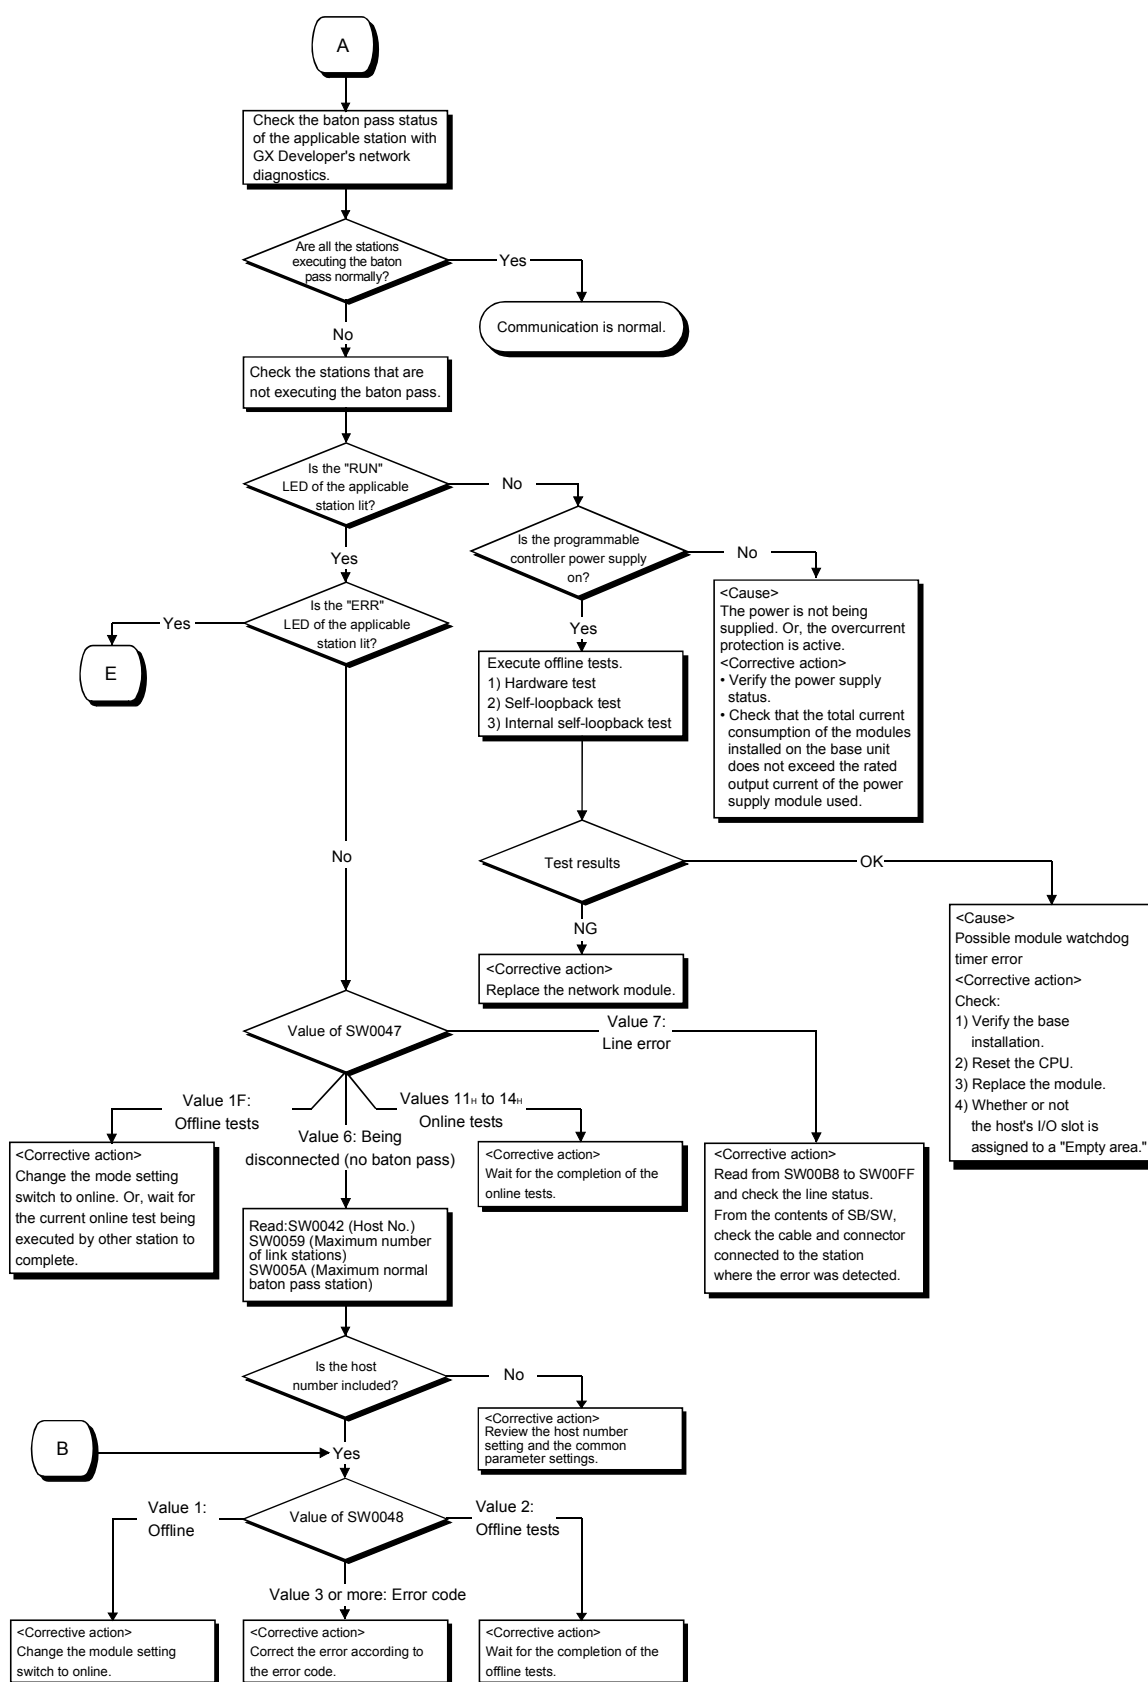 A
Check the baton pass status
of the applicable station with
GX Developer's network
diagnostics.
Are all the stations
executing the baton
pass normally?
Yes
Communication is normal.
No
Check the stations that are
not executing the baton pass.
Is the "RUN"
LED of the applicable
station lit?
No
Is the programmable
controller power supply
on?
No
Yes
<Cause>
The power is not being
supplied. Or, the overcurrent
protection is active.
<Corrective action>
• Verify the power supply
status.
• Check that the total current
consumption of the modules
installed on the base unit
does not exceed the rated
output current of the power
supply module used.
Is the "ERR"
LED of the applicable
station lit?
Yes
E
Yes
Execute offline tests.
1) Hardware test
2) Self-loopback test
3) Internal self-loopback test
No
Test results
OK
NG
<Corrective action>
Replace the network module.
<Cause>
Possible module watchdog
timer error
<Corrective action>
Check:
1) Verify the base
installation.
2) Reset the CPU.
3) Replace the module.
4) Whether or not
the host's I/O slot is
assigned to a "Empty area."
Value of SW0047
Value 7:
Line error
Value 1F:
Offline tests
Value 6: Being
disconnected (no baton pass)
Values 11H to 14H
Online tests
<Corrective action>
Change the mode setting
switch to online. Or, wait for
the current online test being
executed by other station to
complete.
<Corrective action>
Wait for the completion of the
online tests.
<Corrective action>
Read from SW00B8 to SW00FF
and check the line status.
From the contents of SB/SW,
check the cable and connector
connected to the station
where the error was detected.
Read:SW0042 (Host No.)
SW0059 (Maximum number
of link stations)
SW005A (Maximum normal
baton pass station)
Is the host
number included?
No
<Corrective action>
Review the host number
setting and the common
parameter settings.
B
Yes
Value of SW0048
Value 1:
Offline
Value 2:
Offline tests
Value 3 or more: Error code
<Corrective action>
Change the module setting
switch to online.
<Corrective action>
Correct the error according to
the error code.
<Corrective action>
Wait for the completion of the
offline tests.